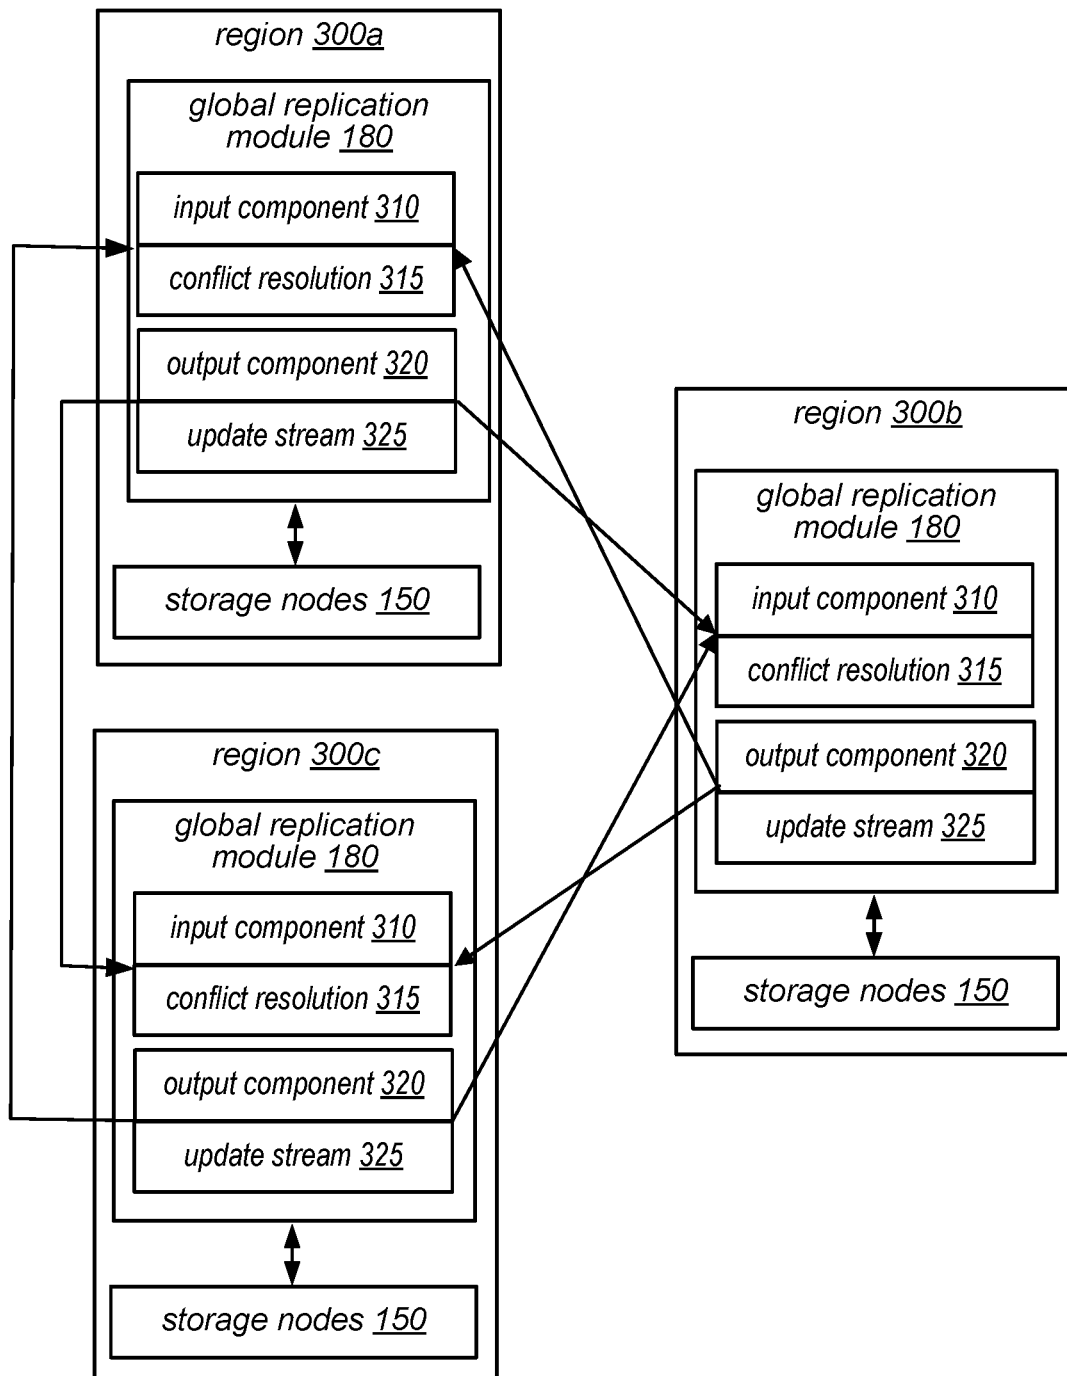 region 300a
global replication
module 180
input component 310
conflict resolution 315
output component 320
update stream 325
storage nodes 150
region 300b
global replication
module 180
input component 310
conflict resolution 315
output component 320
update stream 325
storage nodes 150
region 300c
global replication
module 180
input component 310
conflict resolution 315
output component 320
update stream 325
storage nodes 150